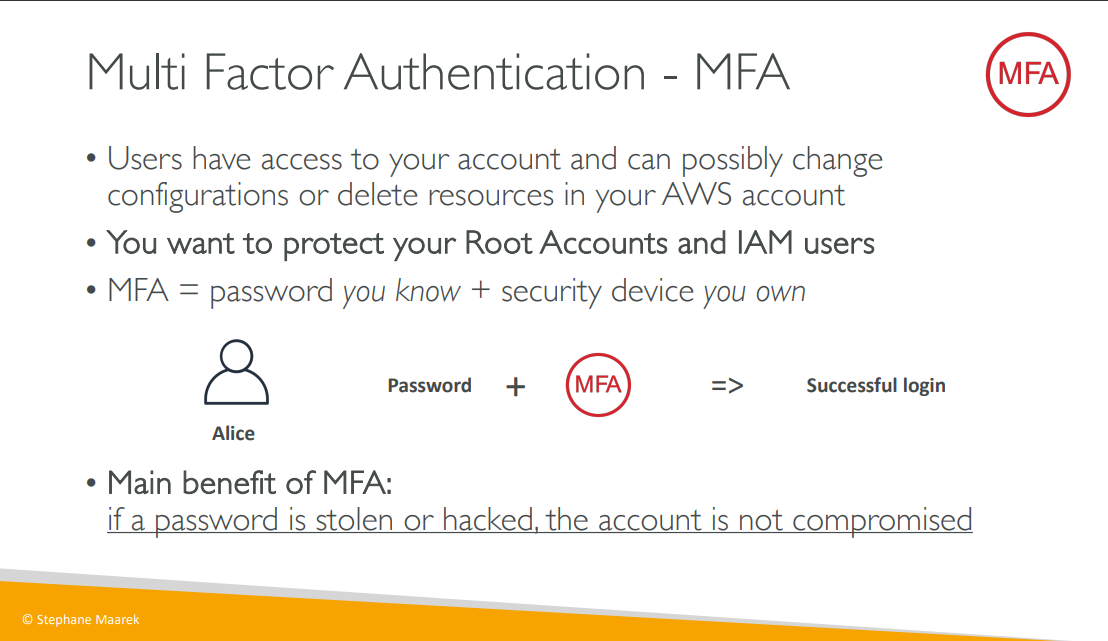 Multi Factor Authentication - MFA
MFA
• Users have access to your account and can possibly change
configurations or delete resources in your AWS account
• You want to protect your Root Accounts and IAM users
• MFA = password you know + security device you own
Password + MFA => Successful login
Alice
• Main benefit of MFA:
if a password is stolen or hacked, the account is not compromised
© Stephane Maarek